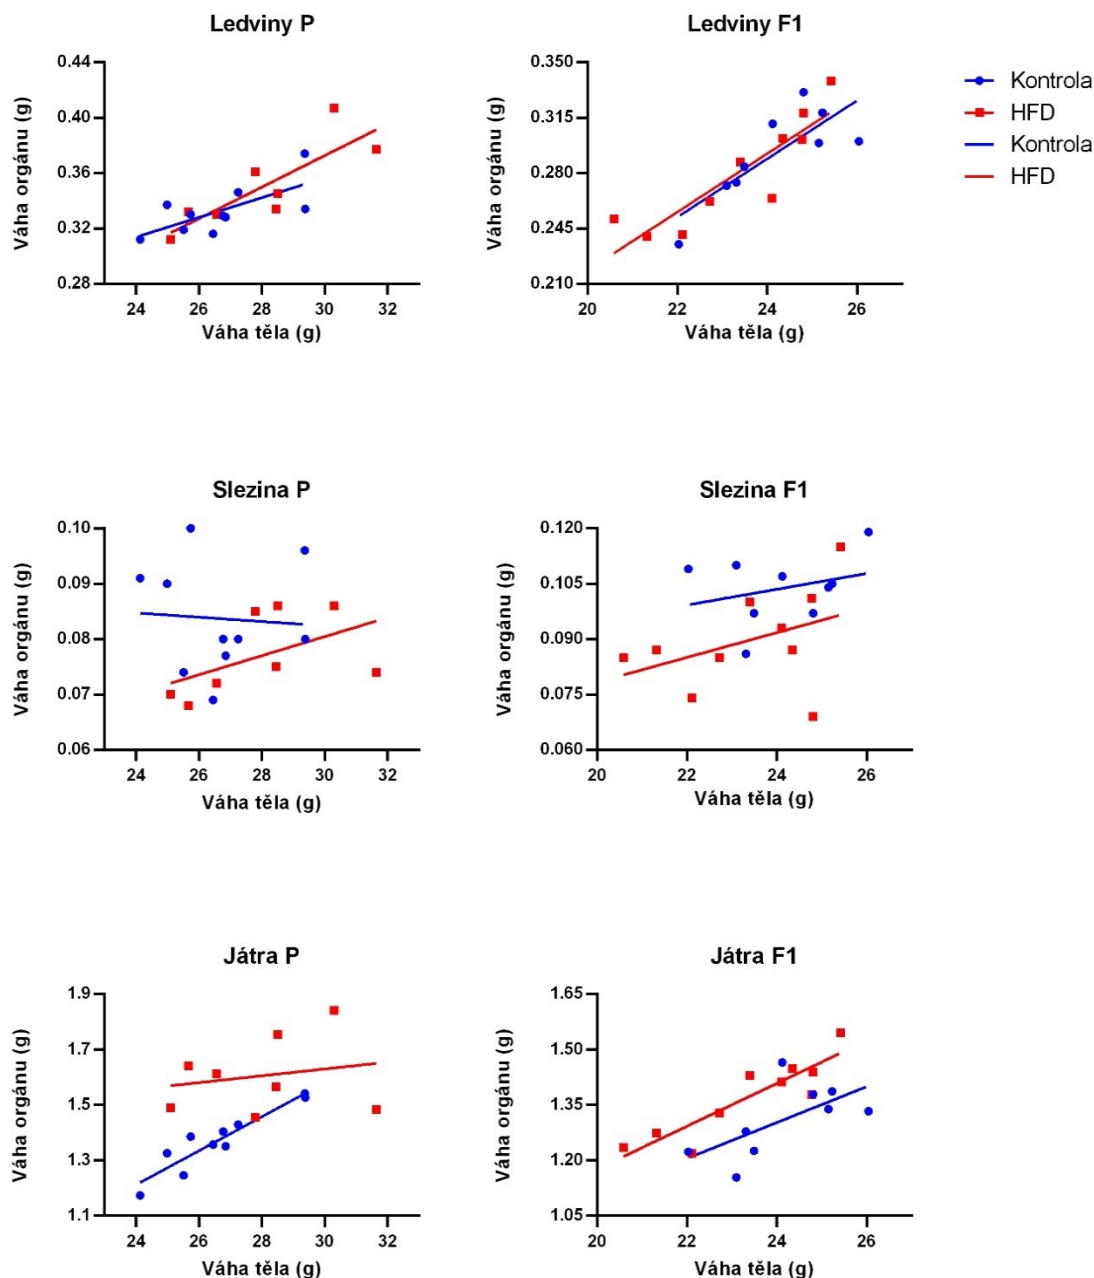 Ledviny P
Váha orgánu (g)
0.44
0.40
0.36
0.32
0.28
24 26 28 30 32
Váha těla (g)
Ledviny F1
Váha orgánu (g)
0.350
0.315
0.280
0.245
0.210
20 22 24 26
Váha těla (g)
Kontrola
HFD
Kontrola
HFD
Slezina P
Váha orgánu (g)
0.10
0.09
0.08
0.07
0.06
24 26 28 30 32
Váha těla (g)
Slezina F1
Váha orgánu (g)
0.120
0.105
0.090
0.075
0.060
20 22 24 26
Váha těla (g)
Játra P
Váha orgánu (g)
1.9
1.7
1.5
1.3
1.1
24 26 28 30 32
Váha těla (g)
Játra F1
Váha orgánu (g)
1.65
1.50
1.35
1.20
1.05
20 22 24 26
Váha těla (g)